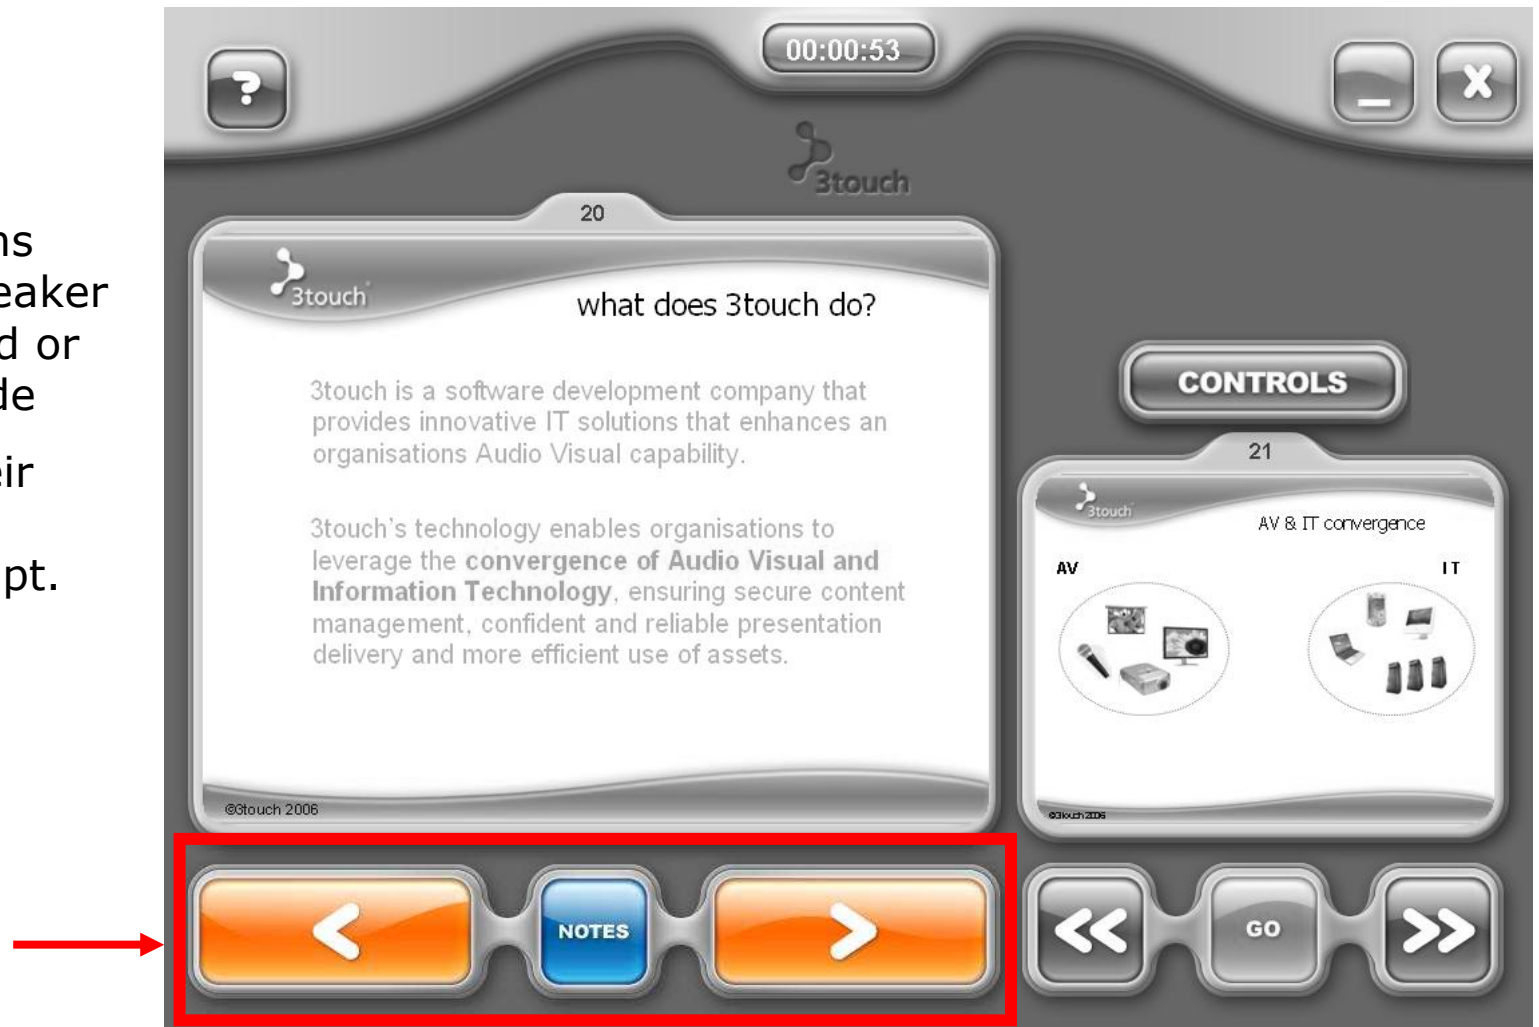 ns
eaker
d or
de
eir
pt.
?
00:00:53
_
X
3touch
20
3touch
what does 3touch do?
3touch is a software development company that
provides innovative IT solutions that enhances an
organisations Audio Visual capability.
3touch's technology enables organisations to
leverage the convergence of Audio Visual and
Information Technology, ensuring secure content
management, confident and reliable presentation
delivery and more efficient use of assets.
©3touch 2006
CONTROLS
21
3touch
AV & IT convergence
AV
IT
©3touch 2006
<
NOTES
>
<<
GO
>>